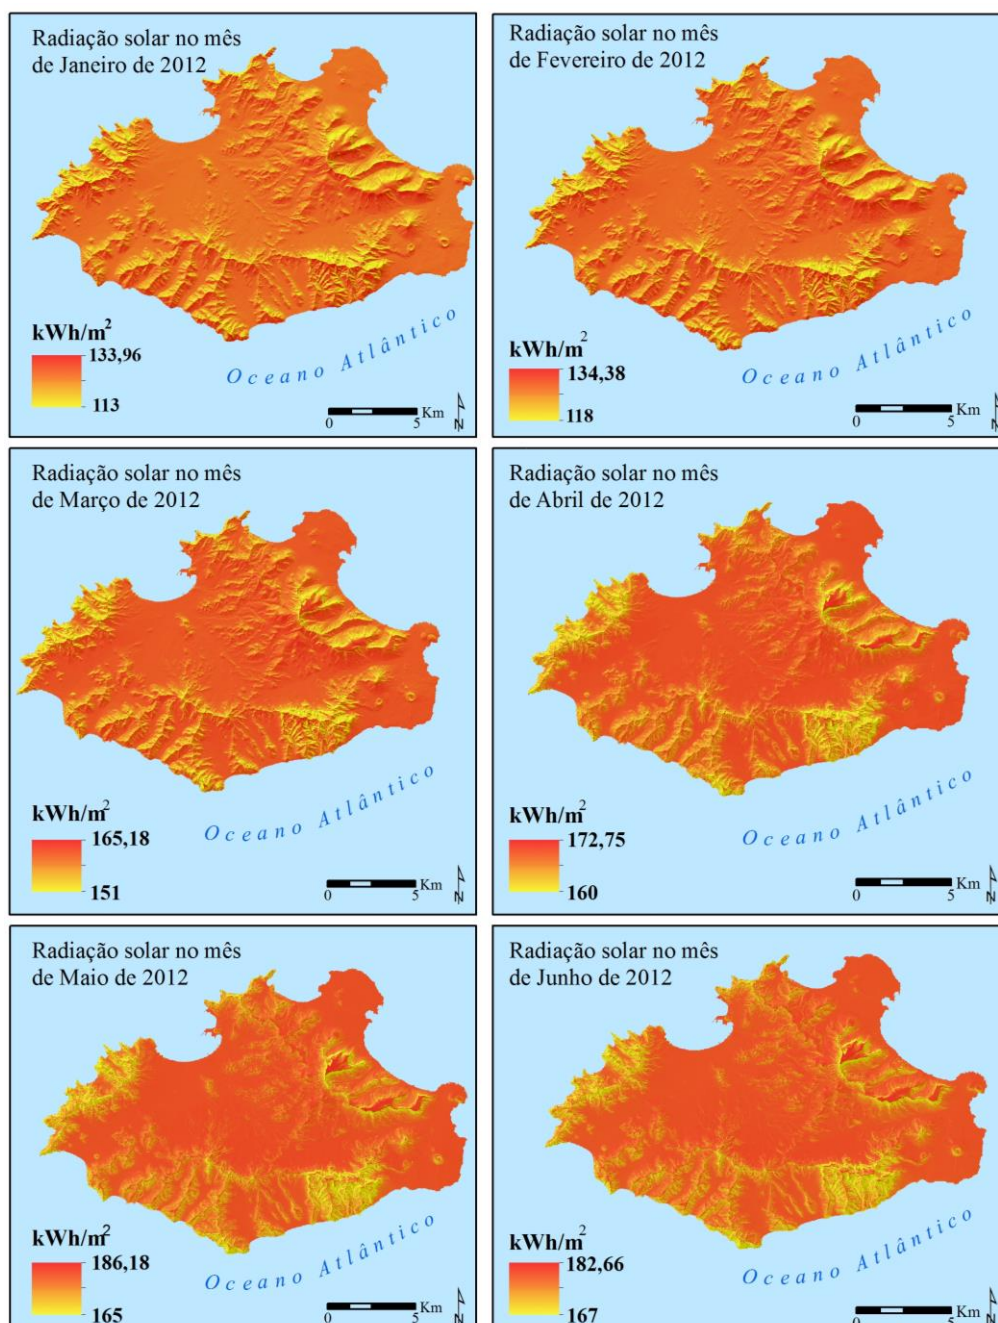 Radiação solar no mês
de Janeiro de 2012
kWh/m²
133,96
113
Oceano Atlântico
0 5 Km
N
Radiação solar no mês
de Fevereiro de 2012
kWh/m²
134,38
118
Oceano Atlântico
0 5 Km
N
Radiação solar no mês
de Março de 2012
kWh/m²
165,18
151
Oceano Atlântico
0 5 Km
N
Radiação solar no mês
de Abril de 2012
kWh/m²
172,75
160
Oceano Atlântico
0 5 Km
N
Radiação solar no mês
de Maio de 2012
kWh/m²
186,18
165
Oceano Atlântico
0 5 Km
N
Radiação solar no mês
de Junho de 2012
kWh/m²
182,66
167
Oceano Atlântico
0 5 Km
N